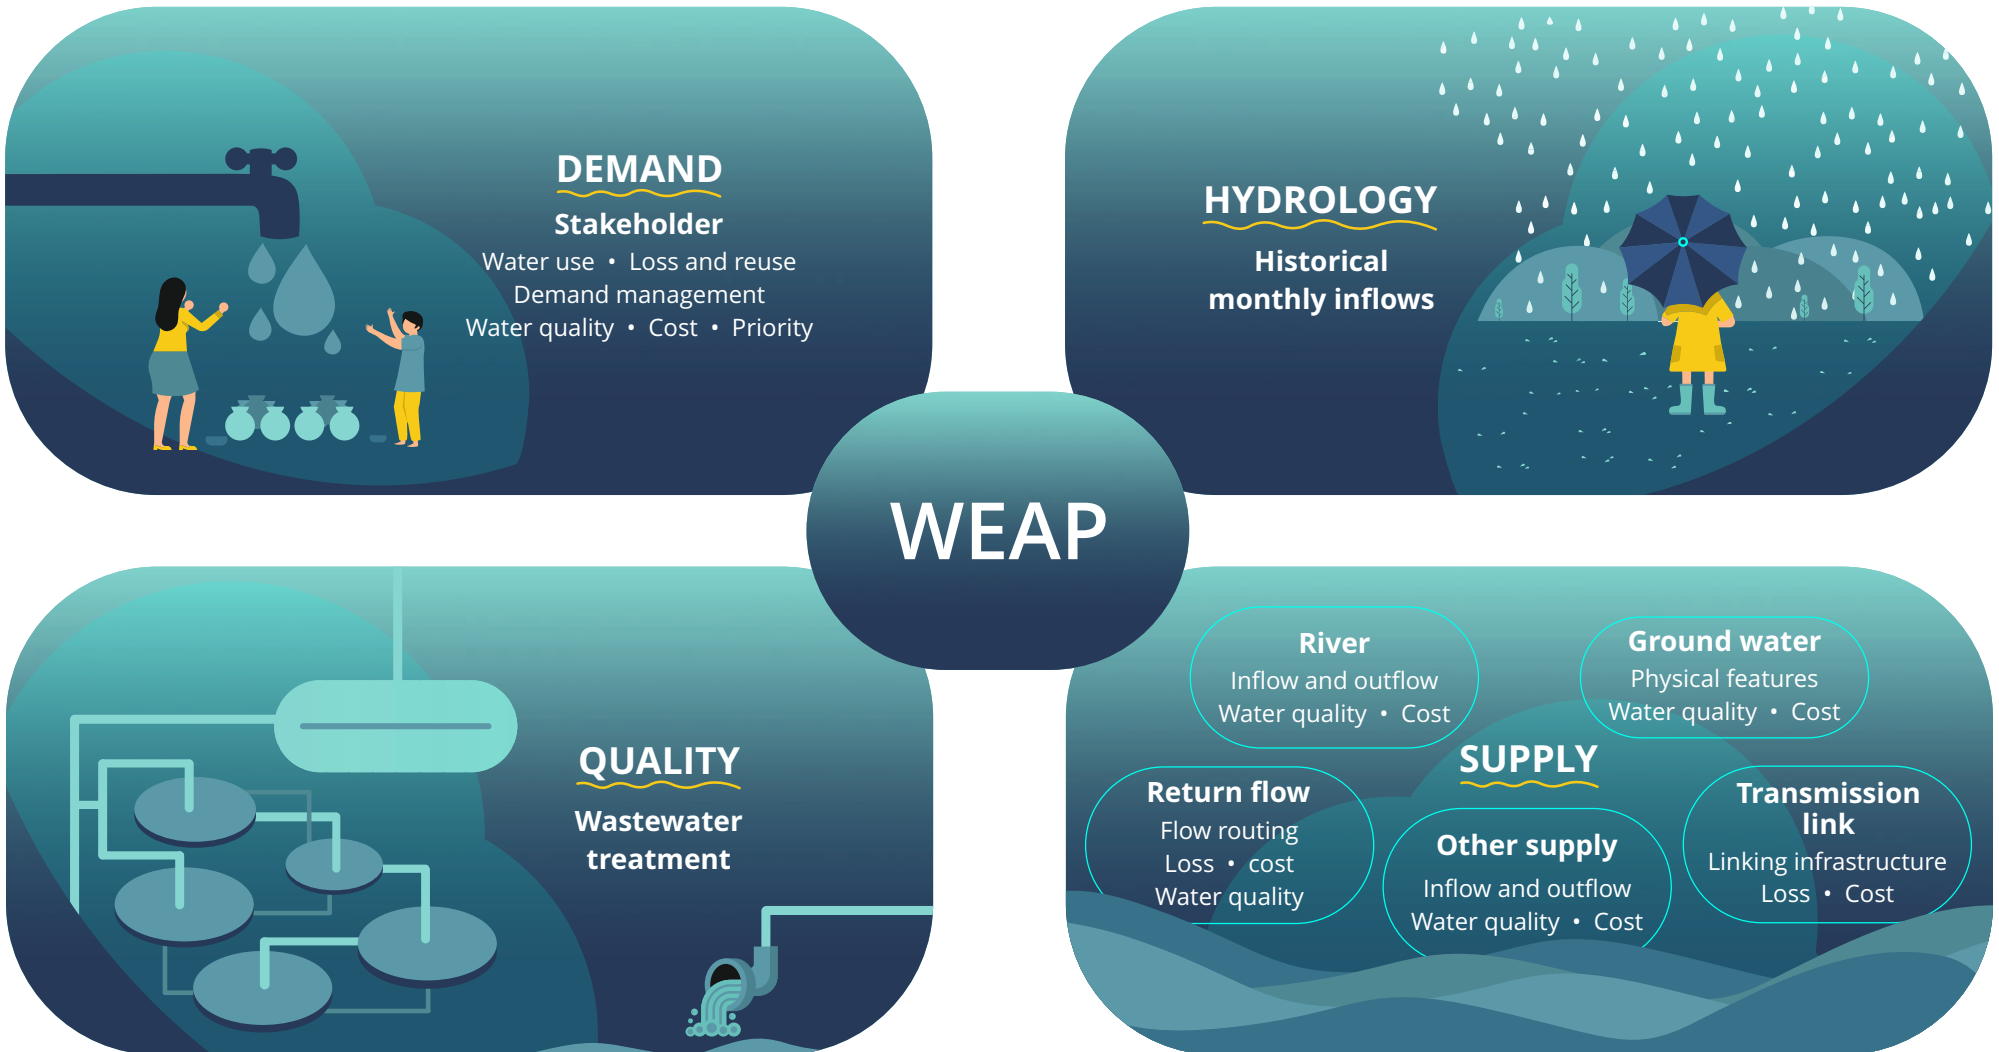 DEMAND
Stakeholder
Water use • Loss and reuse
Demand management
Water quality • Cost • Priority
HYDROLOGY
Historical
monthly inflows
WEAP
QUALITY
Wastewater
treatment
SUPPLY
River
Inflow and outflow
Water quality • Cost
Ground water
Physical features
Water quality • Cost
Return flow
Flow routing
Loss • cost
Water quality
Other supply
Inflow and outflow
Water quality • Cost
Transmission
link
Linking infrastructure
Loss • Cost